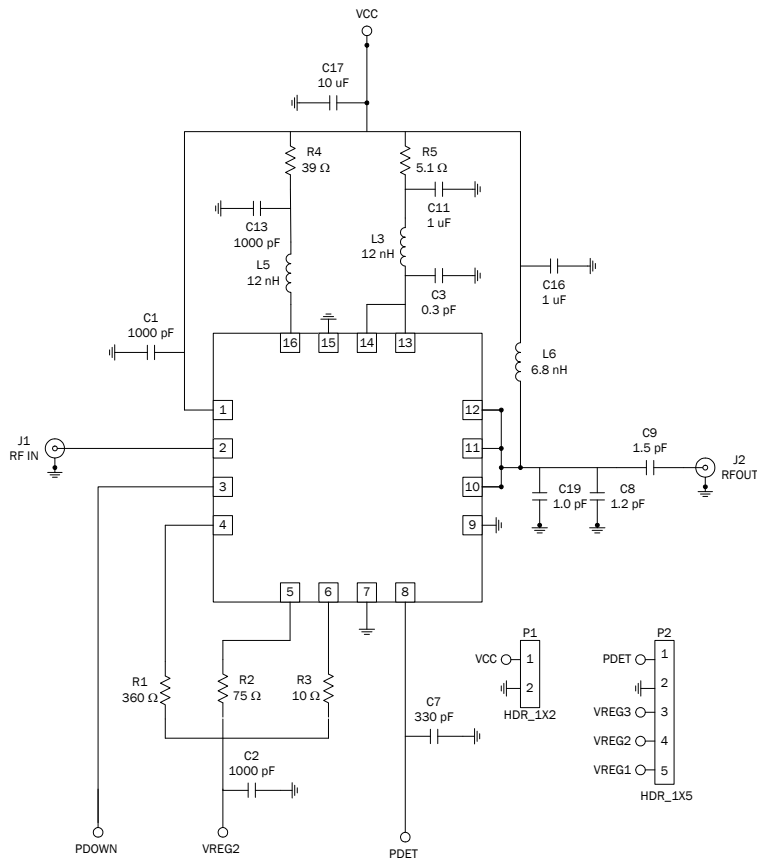 VCC
C17
10 uF
R4
39 Ω
R5
5.1 Ω
C13
1000 pF
C11
1 uF
L5
12 nH
L3
12 nH
C3
0.3 pF
C16
1 uF
C1
1000 pF
16
15
14
13
L6
6.8 nH
1
12
J1
RF IN
2
11
C9
1.5 pF
J2
RFOUT
3
10
C19
1.0 pF
C8
1.2 pF
4
9
5
6
7
8
R1
360 Ω
R2
75 Ω
R3
10 Ω
C7
330 pF
C2
1000 pF
P1
VCC
1
2
HDR_1X2
P2
PDET
1
2
VREG3
3
VREG2
4
VREG1
5
HDR_1X5
PDOWN
VREG2
PDET